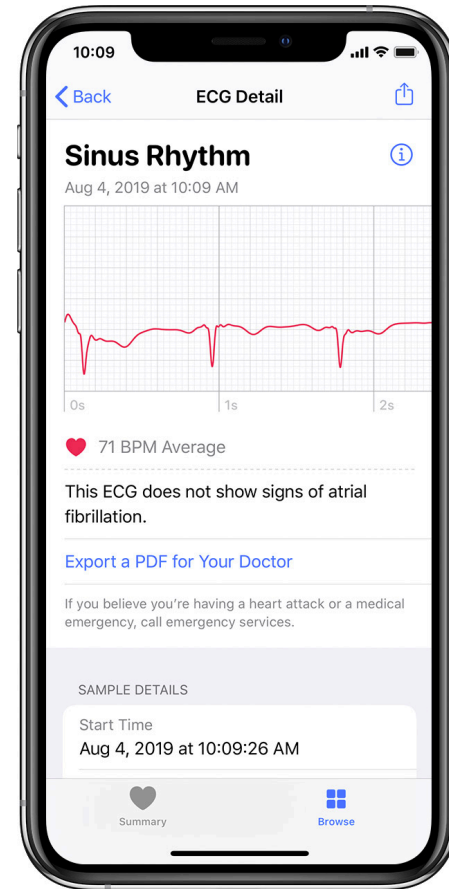 10:09
Back
ECG Detail
Sinus Rhythm
Aug 4, 2019 at 10:09 AM
0s
1s
2s
71 BPM Average
This ECG does not show signs of atrial
fibrillation.
Export a PDF for Your Doctor
If you believe you’re having a heart attack or a medical
emergency, call emergency services.
SAMPLE DETAILS
Start Time
Aug 4, 2019 at 10:09:26 AM
Summary
Browse